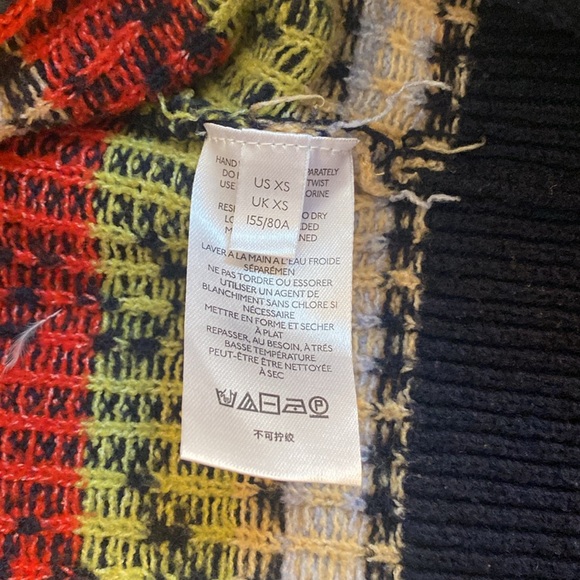 HAND
ARATELY
DO
TWIST
USE
ORINE
US XS
UK XS
155/80A
RES
O DRY
LO
DED
M
NED
LAVER À LA MAIN À L'EAU FROIDE
SÉPARÉMEN
NE PAS TORDRE OU ESSORER
UTILISER UN AGENT DE
BLANCHIMENT SANS CHLORE SI
NÉCESSAIRE
METTRE EN FORME ET SECHER
À PLAT
REPASSER, AU BESOIN, À TRÈS
BASSE TEMPÉRATURE
PEUT-ÊTRE ÊTRE NETTOYÉE
À SEC
P
不可拧绞